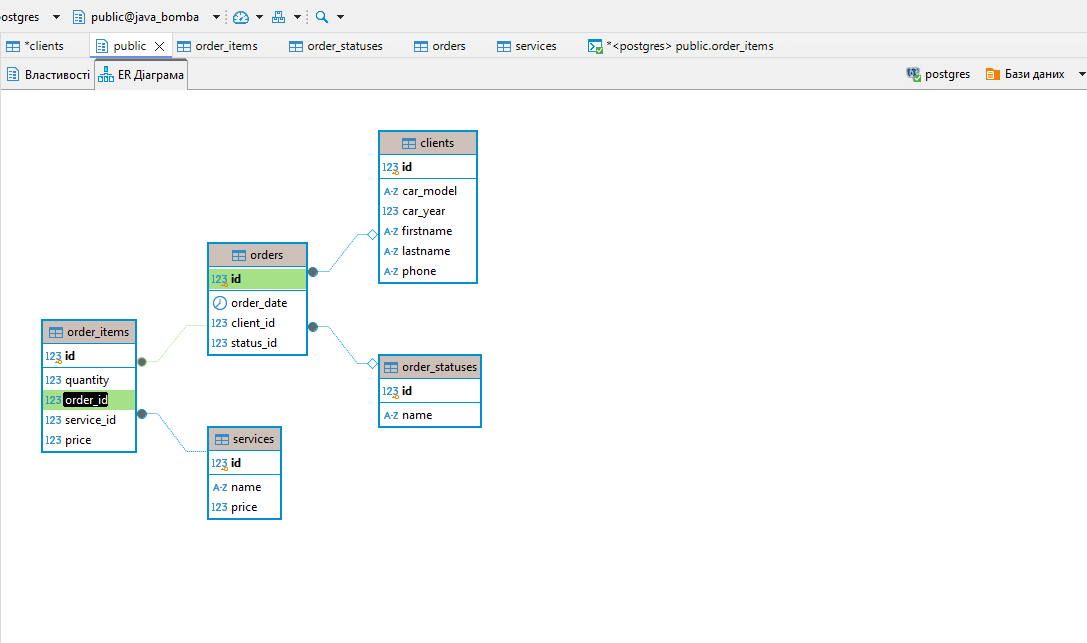 ostgres public@java_bomba
*clients public order_items order_statuses orders services *<postgres> public.order_items
Властивості ER Діаграма postgres Бази даних
clients
123 id
A-Z car_model
123 car_year
A-Z firstname
A-Z lastname
A-Z phone
orders
123 id
order_date
123 client_id
123 status_id
order_items
123 id
123 quantity
123 order_id
123 service_id
123 price
order_statuses
123 id
A-Z name
services
123 id
A-Z name
123 price